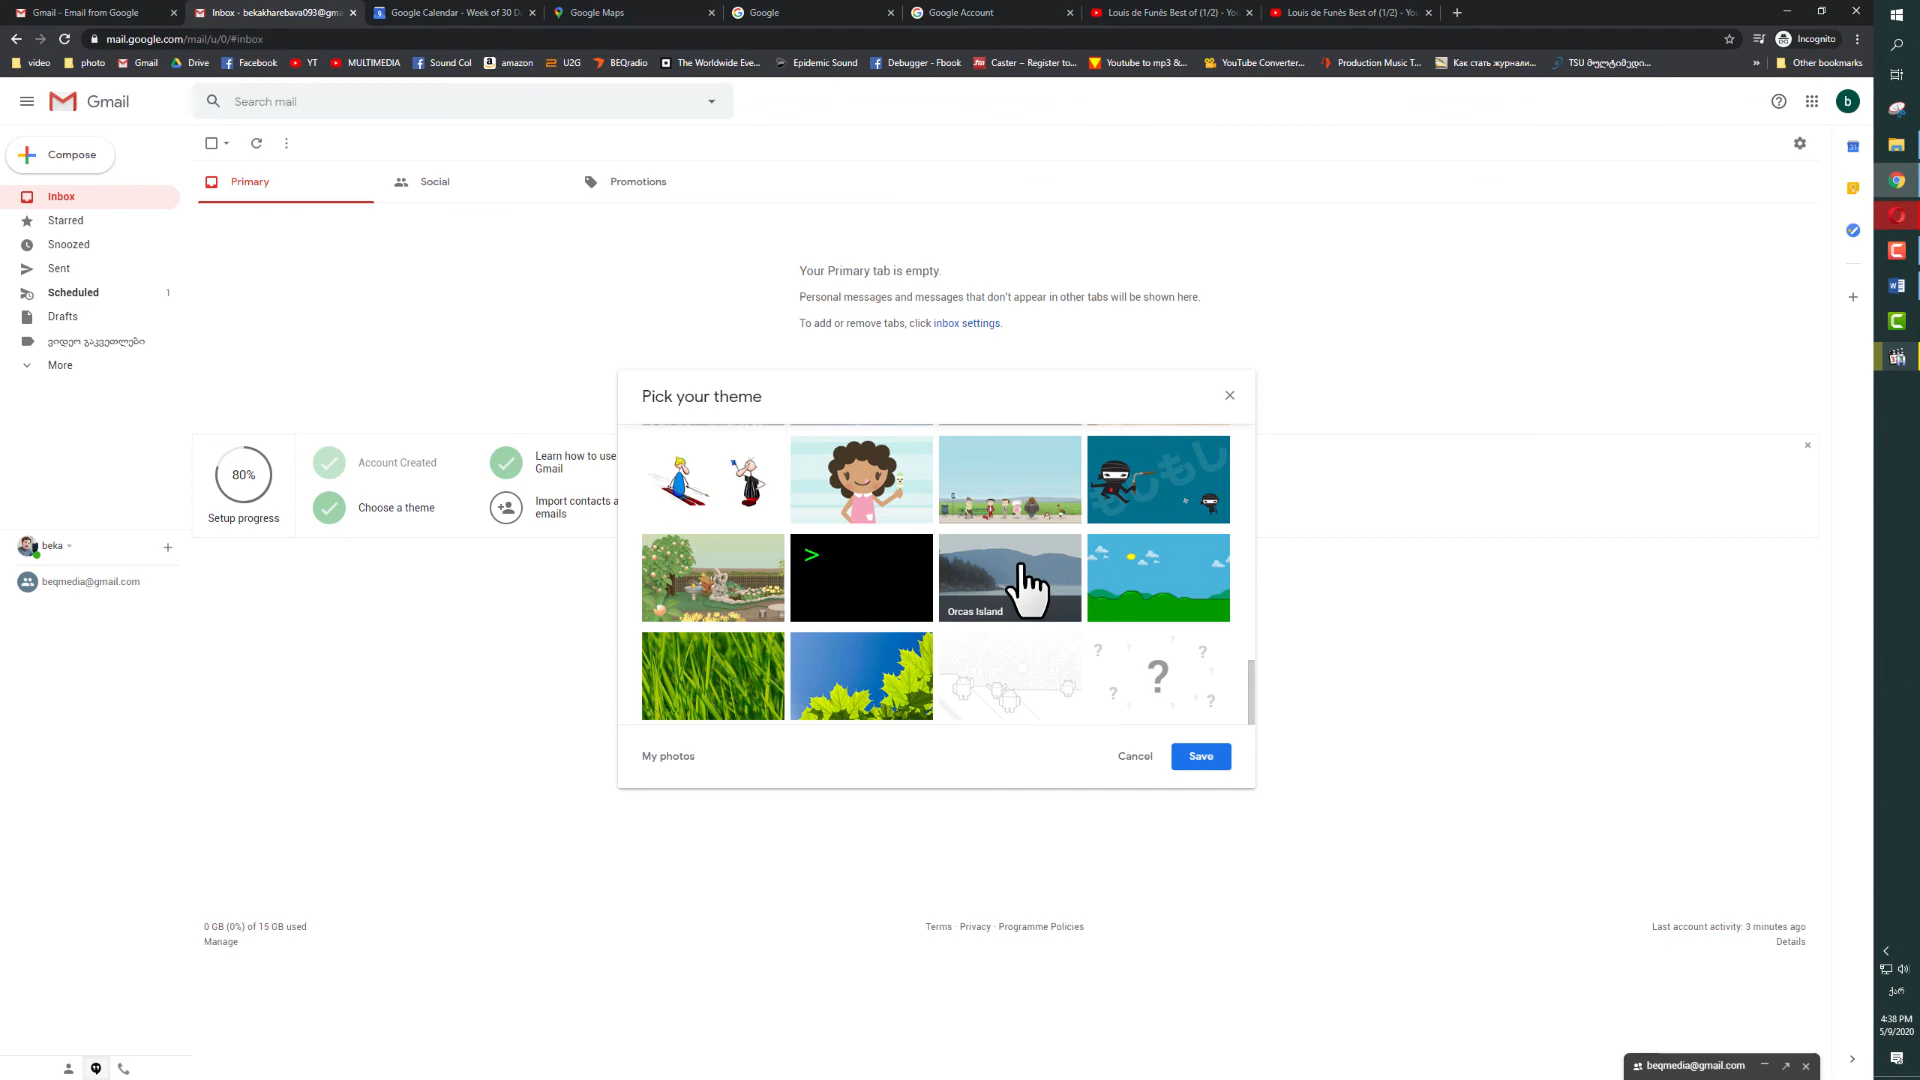 Gmail - Email from Google
Inbox - bekakharebava093@gm
Google Calendar - Week of 30 D
Google Maps
Google
Google Account
Louis de Funès Best of (1/2) - Yo
Louis de Funès Best of (1/2) - Yo
mail.google.com/mail/u/0/#inbox
Incognito
video
photo
Gmail
Drive
Facebook
YT
MULTIMEDIA
Sound Col
amazon
U2G
BEQradio
The Worldwide Eve...
Epidemic Sound
Debugger - Fbook
Caster – Register to...
Youtube to mp3 &...
YouTube Converter...
Production Music T...
Как стать журнали...
TSU მულტიმედი...
Other bookmarks
Gmail
Search mail
b
Compose
Primary
Social
Promotions
Inbox
Starred
Snoozed
Sent
Scheduled 1
Drafts
ვიდეო გაკვეთლები
More
Your Primary tab is empty.
Personal messages and messages that don't appear in other tabs will be shown here.
To add or remove tabs, click inbox settings.
Pick your theme
80%
Setup progress
Account Created
Choose a theme
Learn how to use
Gmail
Import contacts a
emails
もしもし
>
Orcas Island
?
My photos
Cancel
Save
beka
beqmedia@gmail.com
0 GB (0%) of 15 GB used
Manage
Terms · Privacy · Programme Policies
Last account activity: 3 minutes ago
Details
ქარ
4:38 PM
5/9/2020
beqmedia@gmail.com